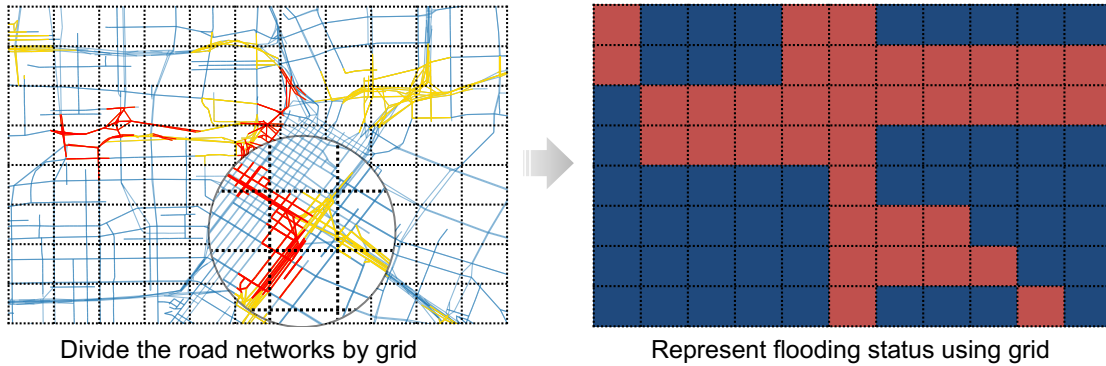 Divide the road networks by grid
Represent flooding status using grid